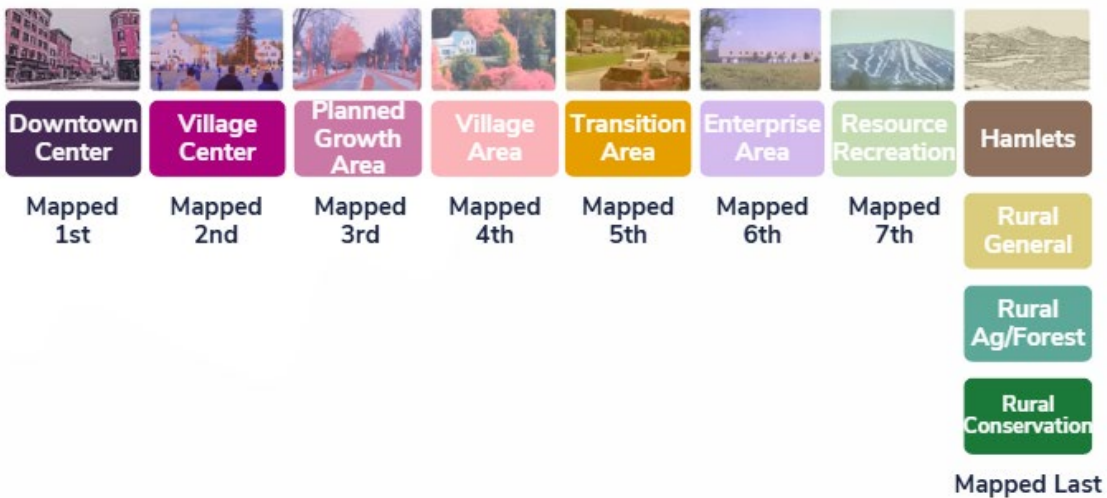 Downtown
Center
Mapped
1st
Village
Center
Mapped
2nd
Planned
Growth
Area
Mapped
3rd
Village
Area
Mapped
4th
Transition
Area
Mapped
5th
Enterprise
Area
Mapped
6th
Resource
Recreation
Mapped
7th
Hamlets
Rural
General
Rural
Ag/Forest
Rural
Conservation
Mapped Last